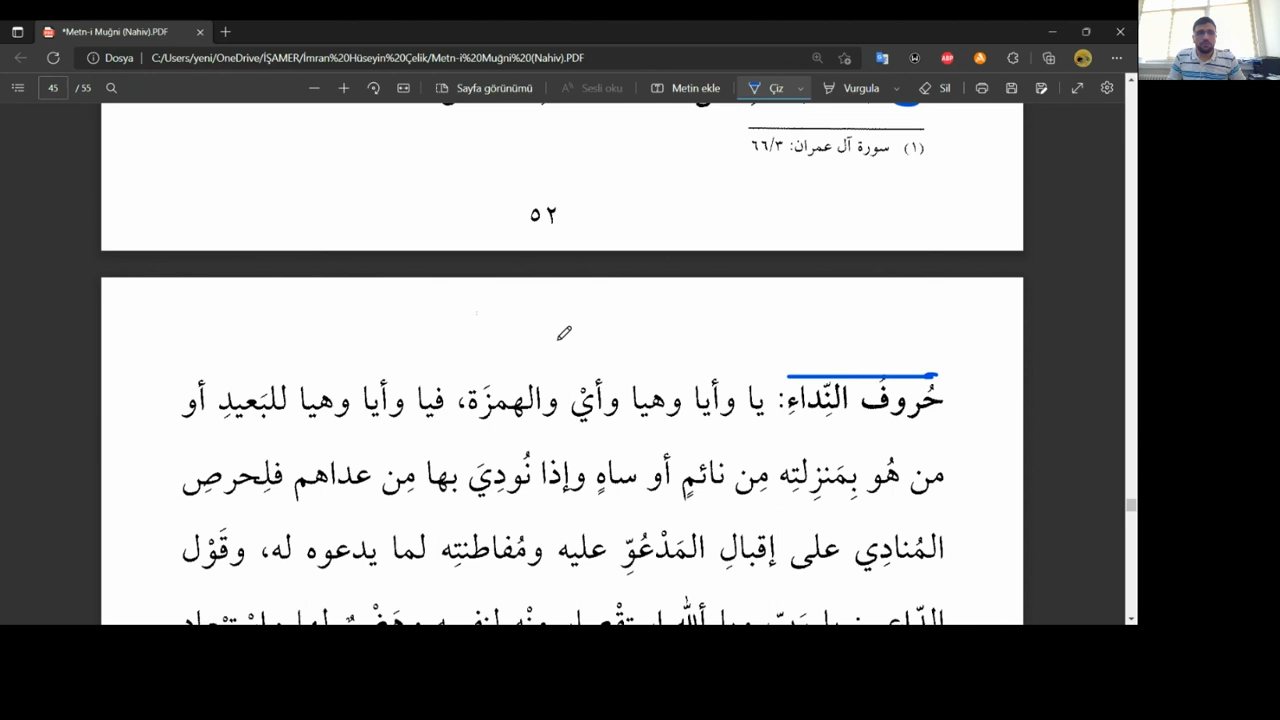 *Metn-i Muğni (Nahiv).PDF
Dosya C:/Users/yeni/OneDrive/İŞAMER/İmran%20Hüseyin%20Çelik/Metn-i%20Muğni%20(Nahiv).PDF
45 / 55 Sayfa görünümü Sesli oku Metin ekle Çiz Vurgula Sil
(١) سورة آل عمران: ٦٦/٣
٥٢
حُروفَ النِّداءِ: يا وأيا وهيا وأيْ والهمزَة، فيا وأيا وهيا للبَعيدِ أو
من هُو بِمَنزِلتِه مِن نائمٍ أو ساهٍ وإذا نُودِيَ بها مِن عداهم فلِحرصِ
المُنادِي على إقبالِ المَدْعُوِّ عليه ومُفاطنتِه لما يدعوه له، وقَوْل